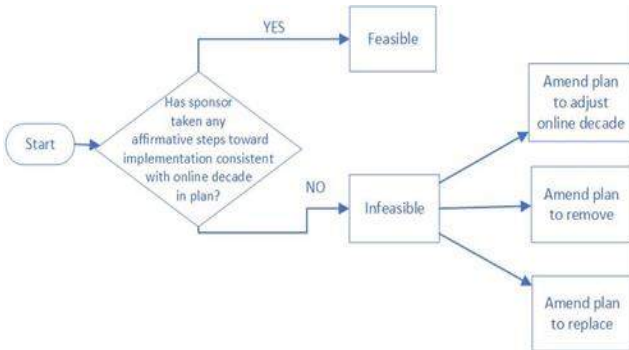 YES
Feasible
Has sponsor
taken any
affirmative steps toward
implementation consistent
with online decade
in plan?
Start
Amend plan
to adjust
online decade
NO
Infeasible
Amend plan
to remove
Amend plan
to replace